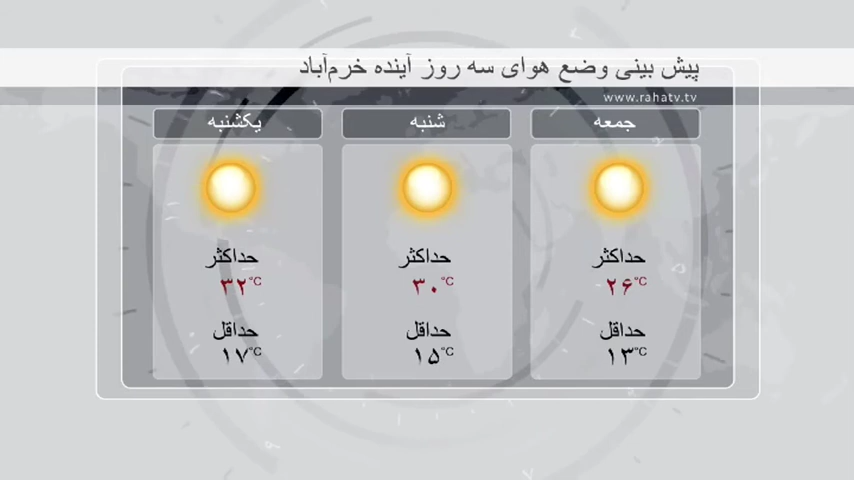 پیش بینی وضع هوای سه روز آینده خرم‌آباد
www.rahatv.tv
جمعه
شنبه
یکشنبه
حداکثر
حداکثر
حداکثر
۲۶°C
۳۰°C
۳۲°C
حداقل
حداقل
حداقل
۱۳°C
۱۵°C
۱۷°C